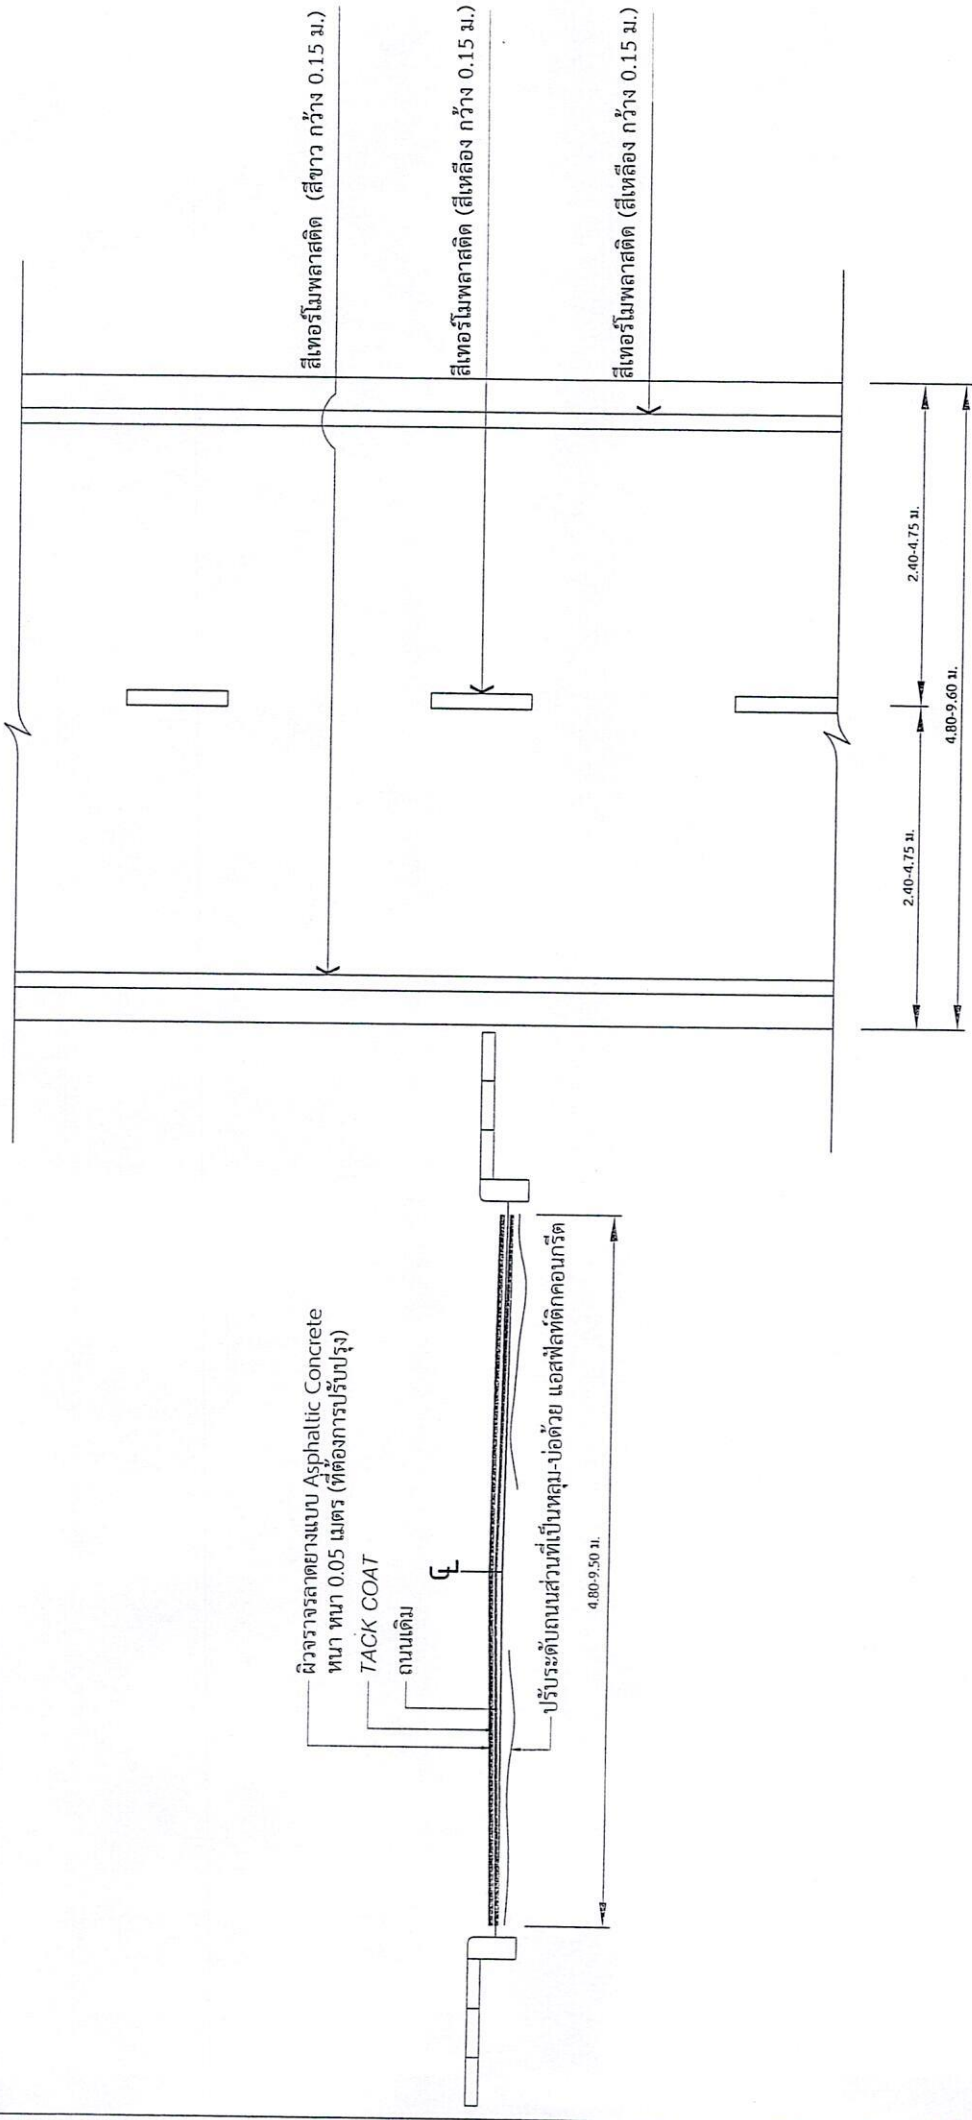 ผิวจราจรลาดยางแบบ Asphaltic Concrete
หนา หนา 0.05 เมตร (ที่ต้องการปรับปรุง)
TACK COAT
ถนนเดิม
CL
ปรับระดับถนนส่วนที่เป็นหลุม-บ่อด้วย แอสฟัลท์ติกคอนกรีต
4.80-9.50 ม.
สีเทอร์โมพลาสติด (สีขาว กว้าง 0.15 ม.)
สีเทอร์โมพลาสติด (สีเหลือง กว้าง 0.15 ม.)
สีเทอร์โมพลาสติด (สีเหลือง กว้าง 0.15 ม.)
2.40-4.75 ม.
2.40-4.75 ม.
4.80-9.60 ม.